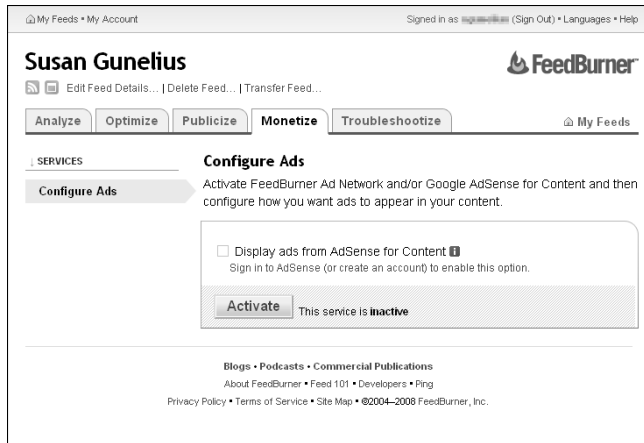 My Feeds • My Account
Signed in as (Sign Out) • Languages • Help
Susan Gunelius
FeedBurner™
Edit Feed Details... | Delete Feed... | Transfer Feed...
Analyze Optimize Publicize Monetize Troubleshootize My Feeds
↓ SERVICES
Configure Ads
Configure Ads
Activate FeedBurner Ad Network and/or Google AdSense for Content and then
configure how you want ads to appear in your content.
Display ads from AdSense for Content i
Sign in to AdSense (or create an account) to enable this option.
Activate This service is inactive
Blogs • Podcasts • Commercial Publications
About FeedBurner • Feed 101 • Developers • Ping
Privacy Policy • Terms of Service • Site Map • ©2004–2008 FeedBurner, Inc.